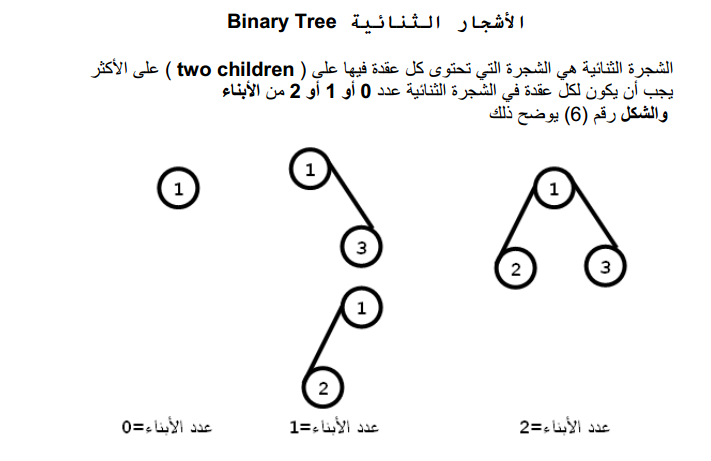 الأشجار الثنائية Binary Tree
الشجرة الثنائية هي الشجرة التي تحتوى كل عقدة فيها على ( two children ) على الأكثر
يجب أن يكون لكل عقدة في الشجرة الثنائية عدد 0 أو 1 أو 2 من الأبناء
والشكل رقم (6) يوضح ذلك
1
1
3
1
2
1
2
3
عدد الأبناء=0
عدد الأبناء=1
عدد الأبناء=2